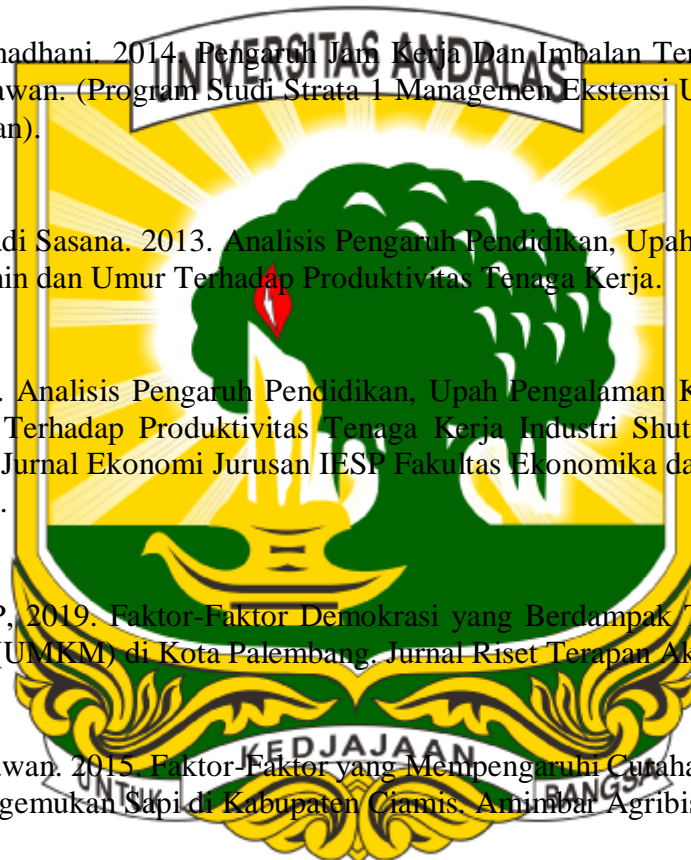 madhani. 2014. Pengaruh Jam Kerja Dan Imbalan Ter
UNIVERSITAS ANDALAS
awan. (Program Studi Strata 1 Managemen Ekstensi U
an).
adi Sasana. 2013. Analisis Pengaruh Pendidikan, Upah
min dan Umur Terhadap Produktivitas Tenaga Kerja.
. Analisis Pengaruh Pendidikan, Upah Pengalaman K
Terhadap Produktivitas Tenaga Kerja Industri Shut
Jurnal Ekonomi Jurusan IESP Fakultas Ekonomika da
.
P, 2019. Faktor-Faktor Demokrasi yang Berdampak T
(UMKM) di Kota Palembang. Jurnal Riset Terapan Ak
KEDJAJAAN
awan. 2015. Faktor-Faktor yang Mempengaruhi Curaha
UNTUK BANGSA
gemukan Sapi di Kabupaten Ciamis. Amimbar Agribis